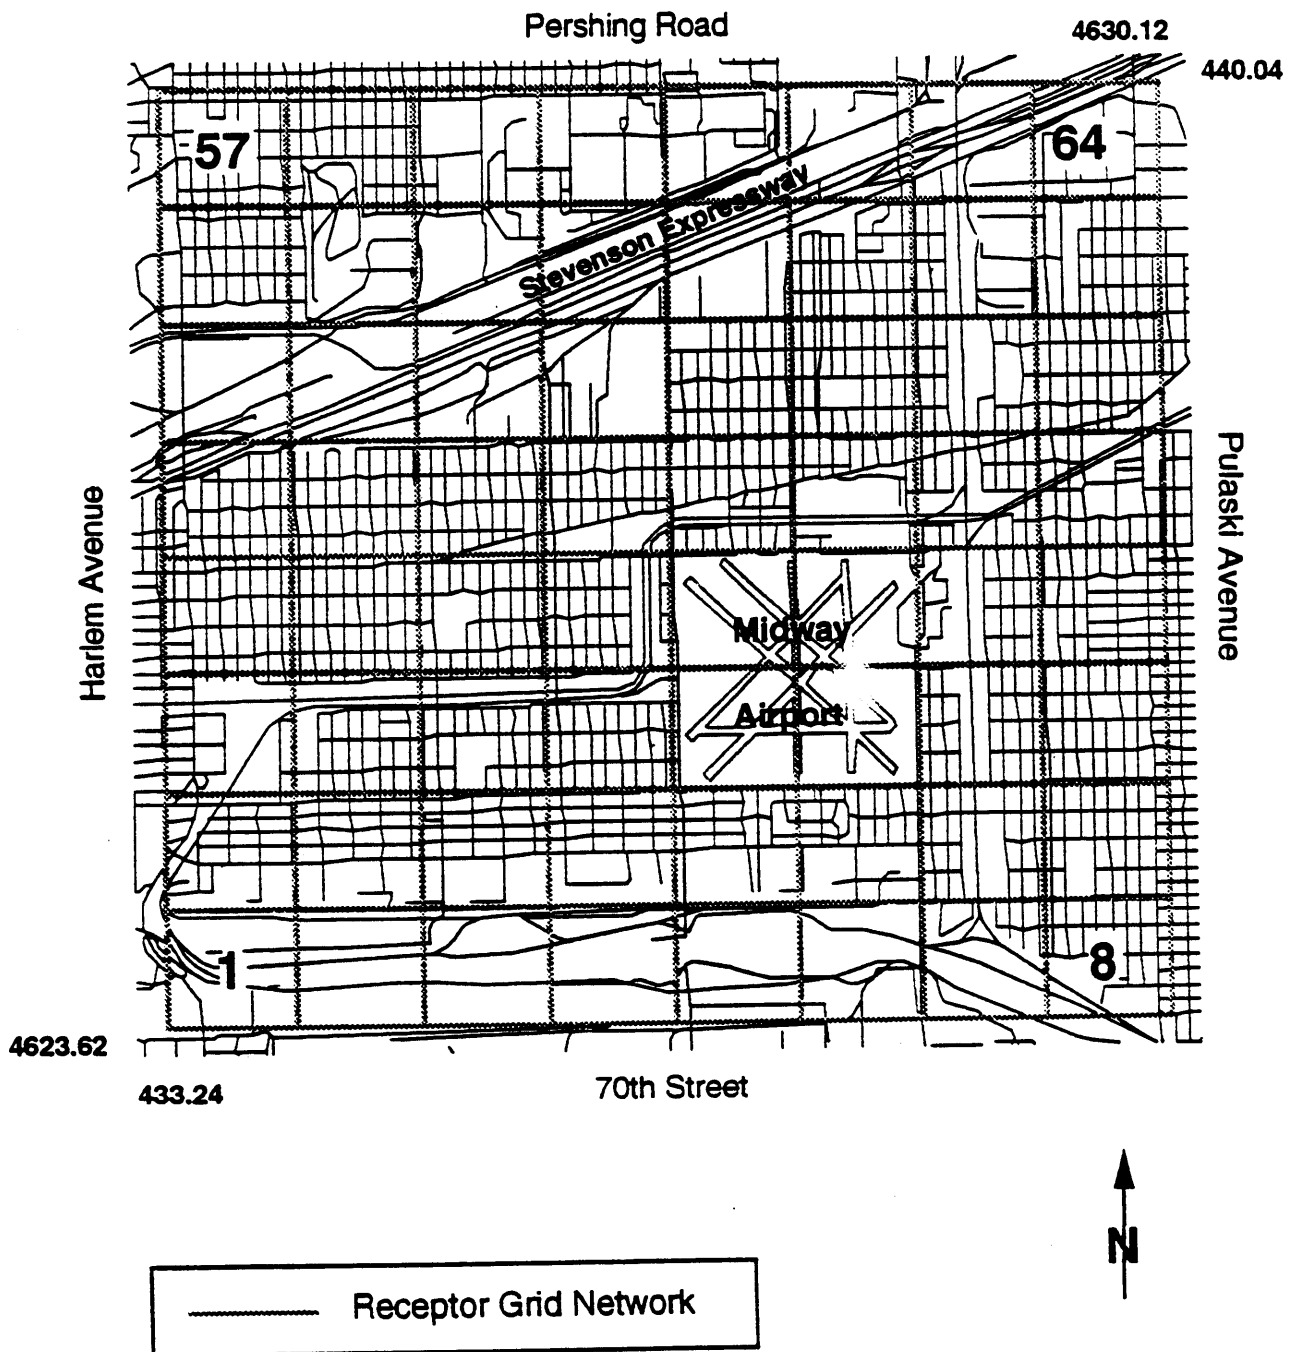 Pershing Road
4630.12
440.04
57
64
Stevenson Expressway
Harlem Avenue
Pulaski Avenue
Midway
Airport
1
8
4623.62
433.24
70th Street
N
Receptor Grid Network